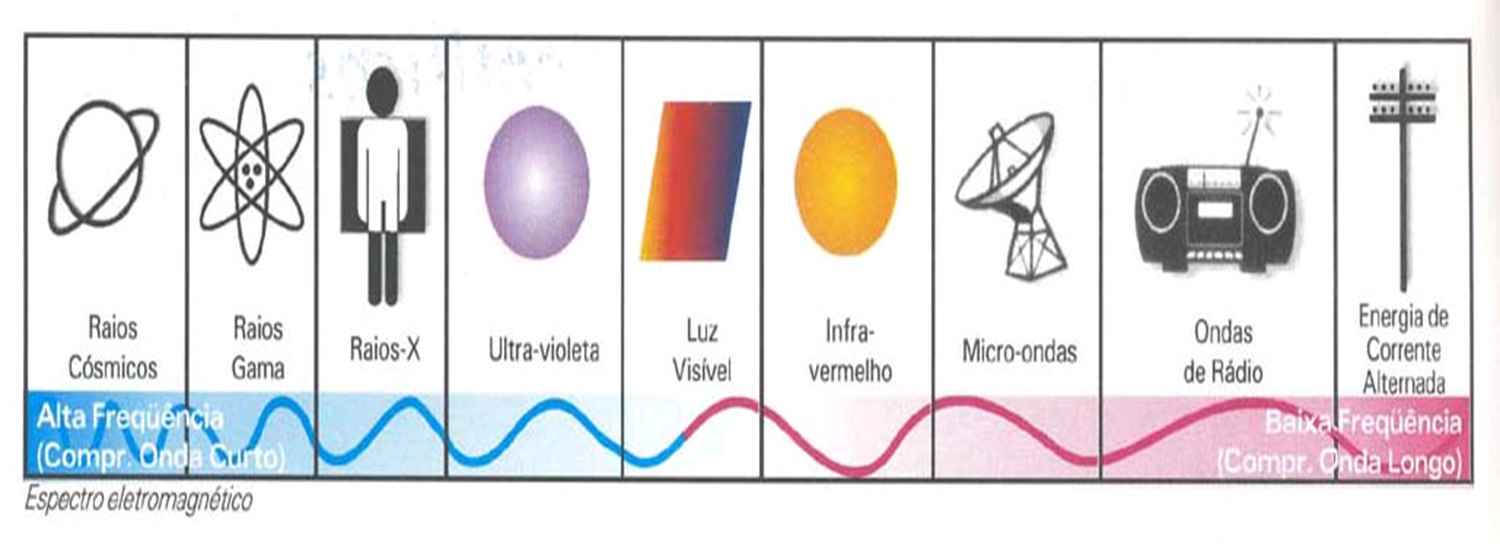 Raios
Cósmicos
Raios
Gama
Raios-X
Ultra-violeta
Luz
Visível
Infra-
vermelho
Micro-ondas
Ondas
de Rádio
Energia de
Corrente
Alternada
Alta Freqüência
(Compr. Onda Curto)
Baixa Freqüência
(Compr. Onda Longo)
Espectro eletromagnético